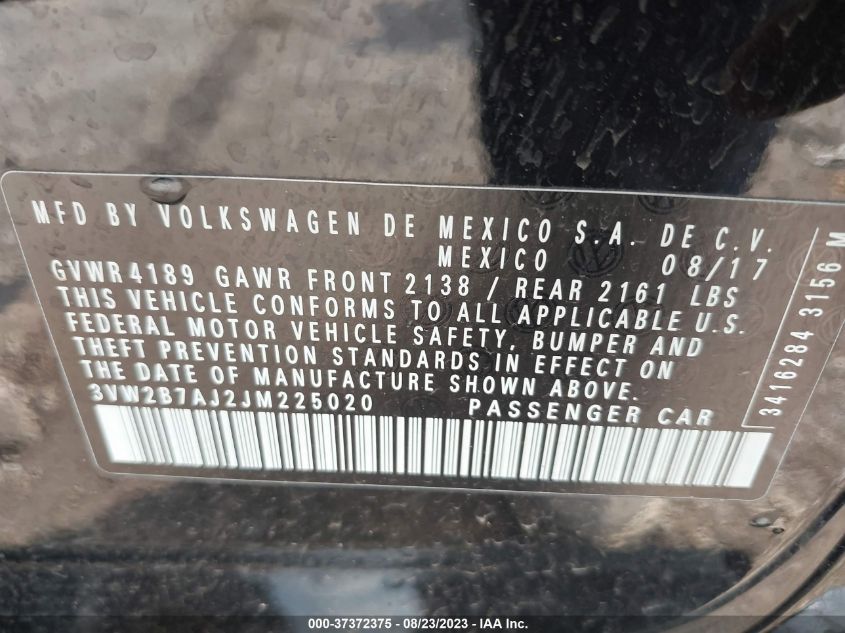 MFD BY VOLKSWAGEN DE MEXICO S.A. DE C.V.
MEXICO 08/17
GVWR 4189 GAWR FRONT 2138 / REAR 2161 LBS
THIS VEHICLE CONFORMS TO ALL APPLICABLE U.S.
FEDERAL MOTOR VEHICLE SAFETY, BUMPER AND
THEFT PREVENTION STANDARDS IN EFFECT ON
THE DATE OF MANUFACTURE SHOWN ABOVE.
3VW2B7AJ2JM225020 PASSENGER CAR
3416284 3156 M
000-37372375 - 08/23/2023 - IAA Inc.